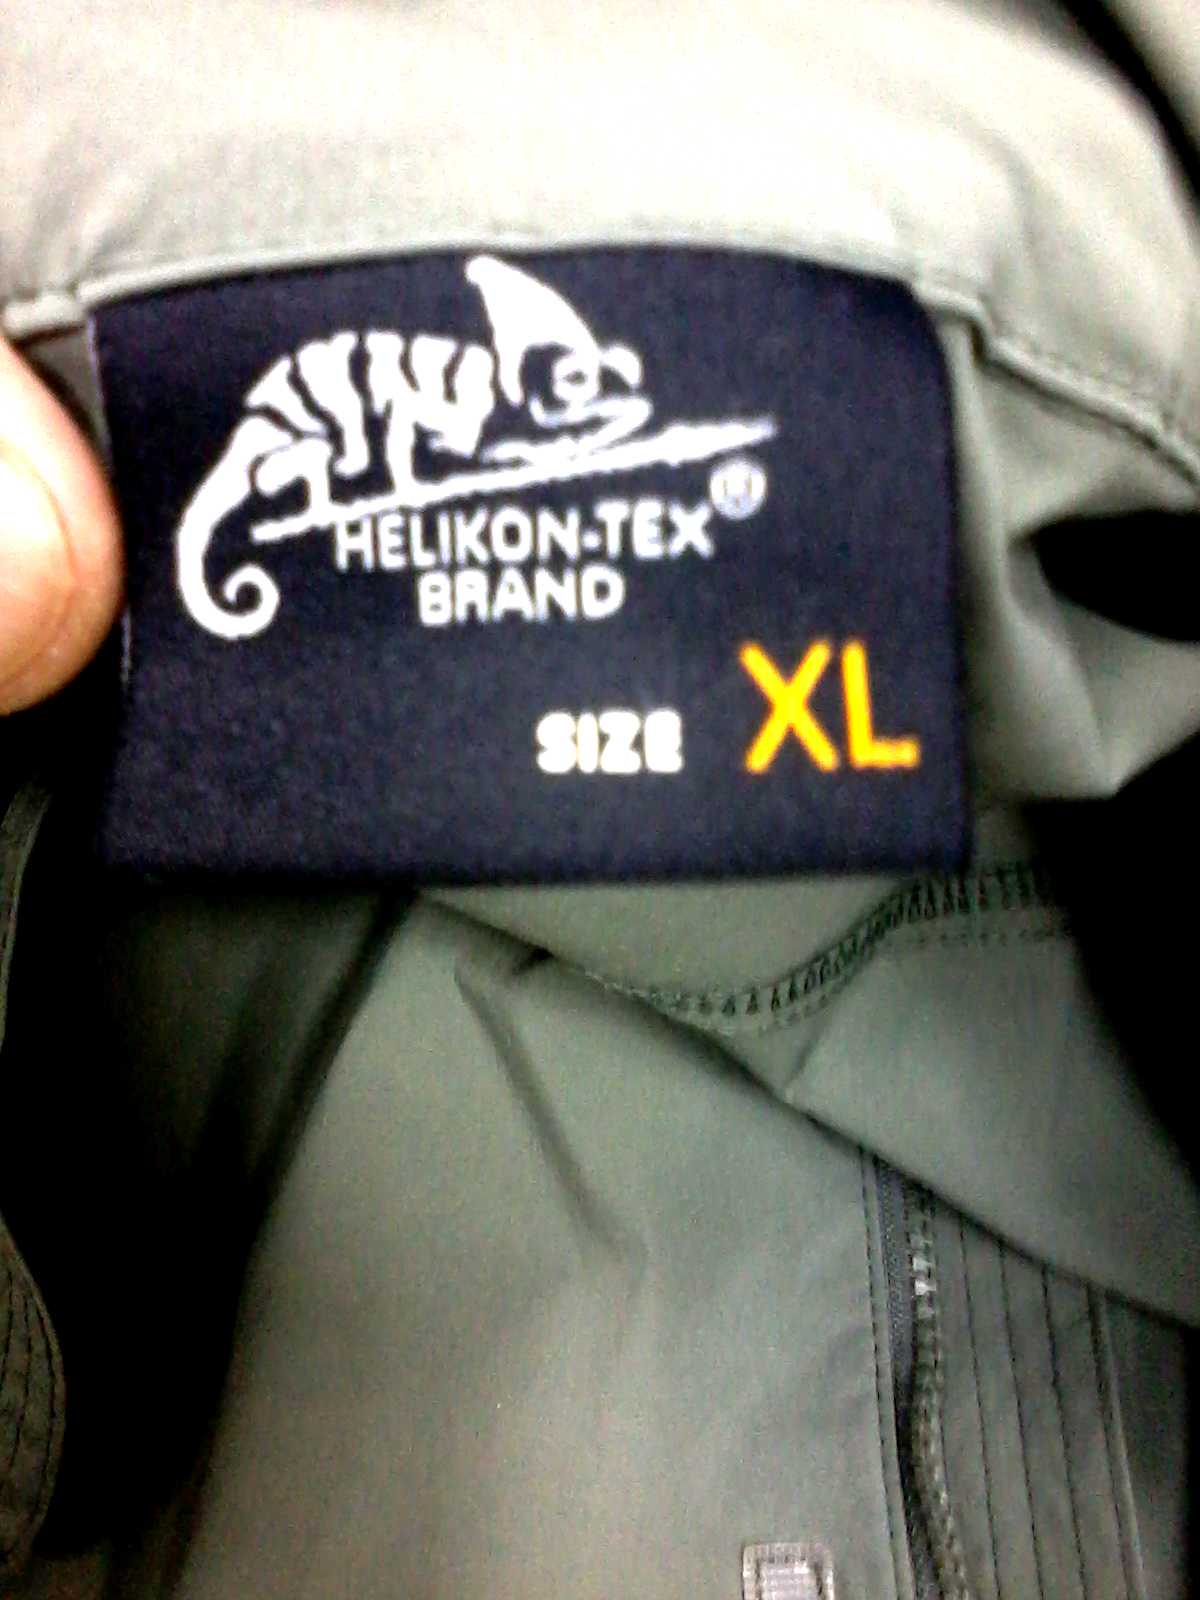 HELIKON-TEX®
BRAND
SIZE XL